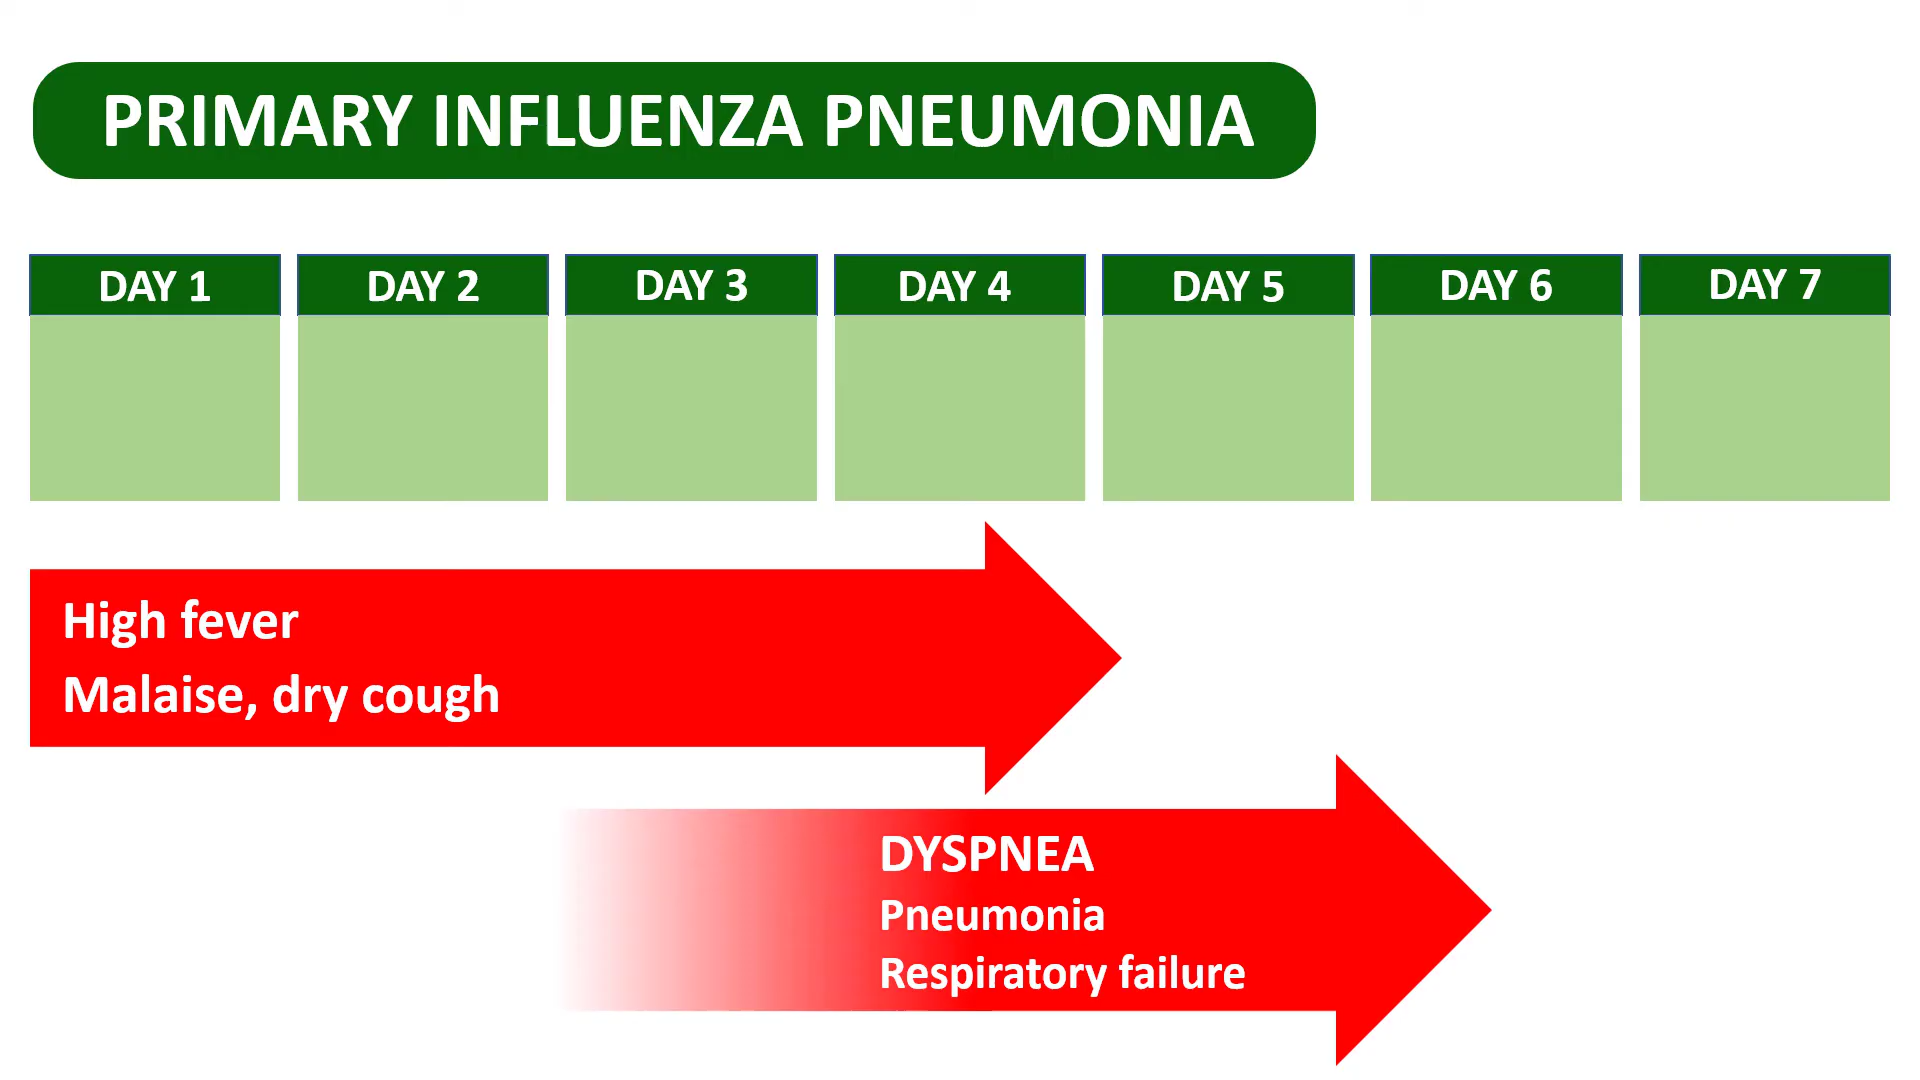 PRIMARY INFLUENZA PNEUMONIA
DAY 1
DAY 2
DAY 3
DAY 4
DAY 5
DAY 6
DAY 7
High fever
Malaise, dry cough
DYSPNEA
Pneumonia
Respiratory failure